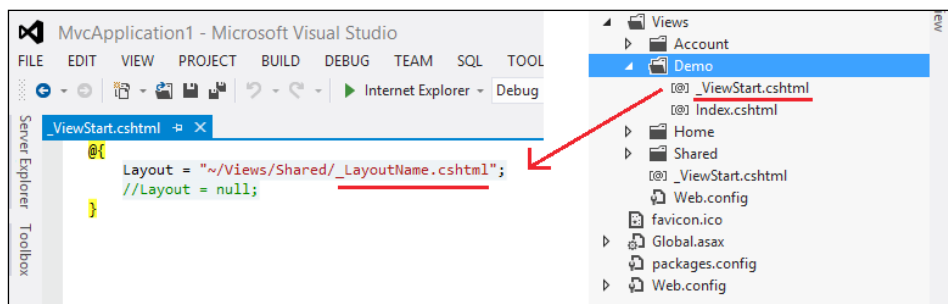 MvcApplication1 - Microsoft Visual Studio
FILE EDIT VIEW PROJECT BUILD DEBUG TEAM SQL TOOL
Internet Explorer Debug
Server Explorer
Toolbox
_ViewStart.cshtml
@{
Layout = "~/Views/Shared/_LayoutName.cshtml";
//Layout = null;
}
Views
Account
Demo
[@] _ViewStart.cshtml
[@] Index.cshtml
Home
Shared
[@] _ViewStart.cshtml
Web.config
favicon.ico
Global.asax
packages.config
Web.config